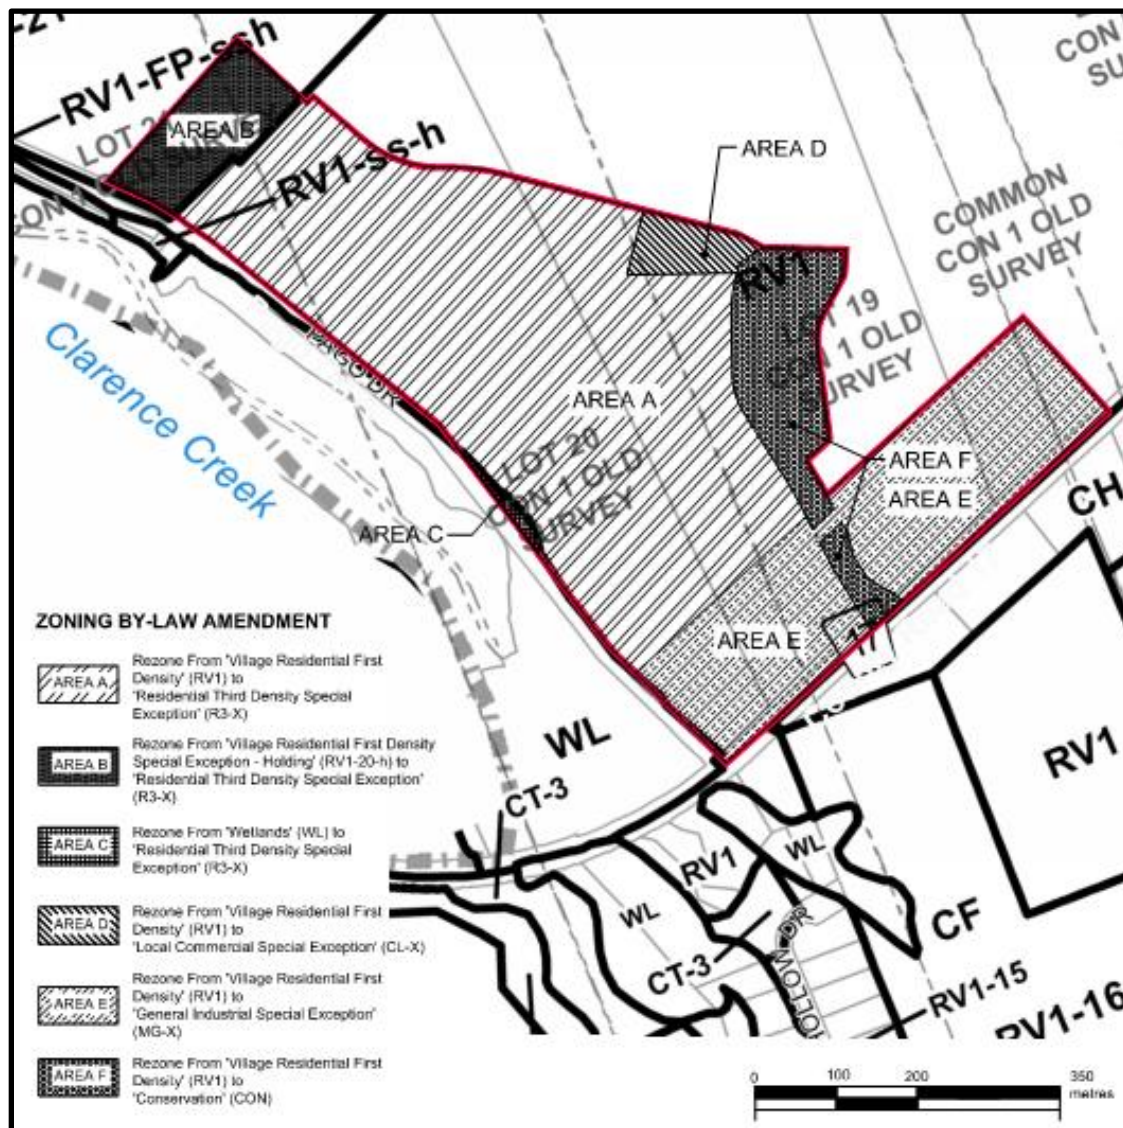 RV1-FP-ssh
AREA B
RV1-ss-h
AREA D
COMMON
CON 1 OLD
SURVEY
RV1
19
CON 1 OLD
SURVEY
Clarence Creek
AREA A
LOT 20
CON 1 OLD
SURVEY
AREA F
AREA E
AREA C
CH
AREA E
17
WL
RV1
CT-3
RV1
WL
WL
CF
CT-3
HOLLOW DR
RV1-15
RV1-16
ZONING BY-LAW AMENDMENT
AREA A
Rezone From 'Village Residential First
Density' (RV1) to
'Residential Third Density Special
Exception' (R3-X)
AREA B
Rezone From 'Village Residential First Density
Special Exception - Holding' (RV1-20-h) to
'Residential Third Density Special Exception'
(R3-X)
AREA C
Rezone From 'Wetlands' (WL) to
'Residential Third Density Special
Exception' (R3-X)
AREA D
Rezone From 'Village Residential First
Density' (RV1) to
'Local Commercial Special Exception' (CL-X)
AREA E
Rezone From 'Village Residential First
Density' (RV1) to
'General Industrial Special Exception'
(MG-X)
AREA F
Rezone From 'Village Residential First
Density' (RV1) to
'Conservation' (CON)
0 100 200 350
metres